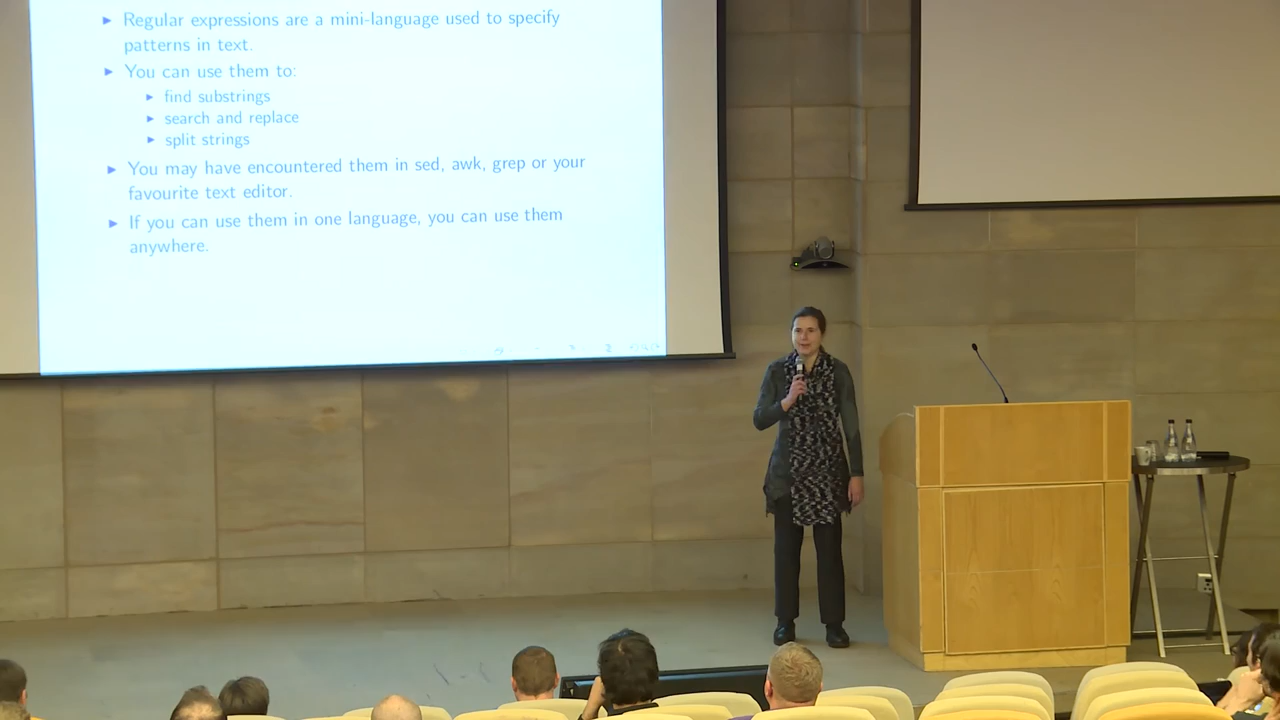 Regular expressions are a mini-language used to specify
patterns in text.
You can use them to:
find substrings
search and replace
split strings
You may have encountered them in sed, awk, grep or your
favourite text editor.
If you can use them in one language, you can use them
anywhere.